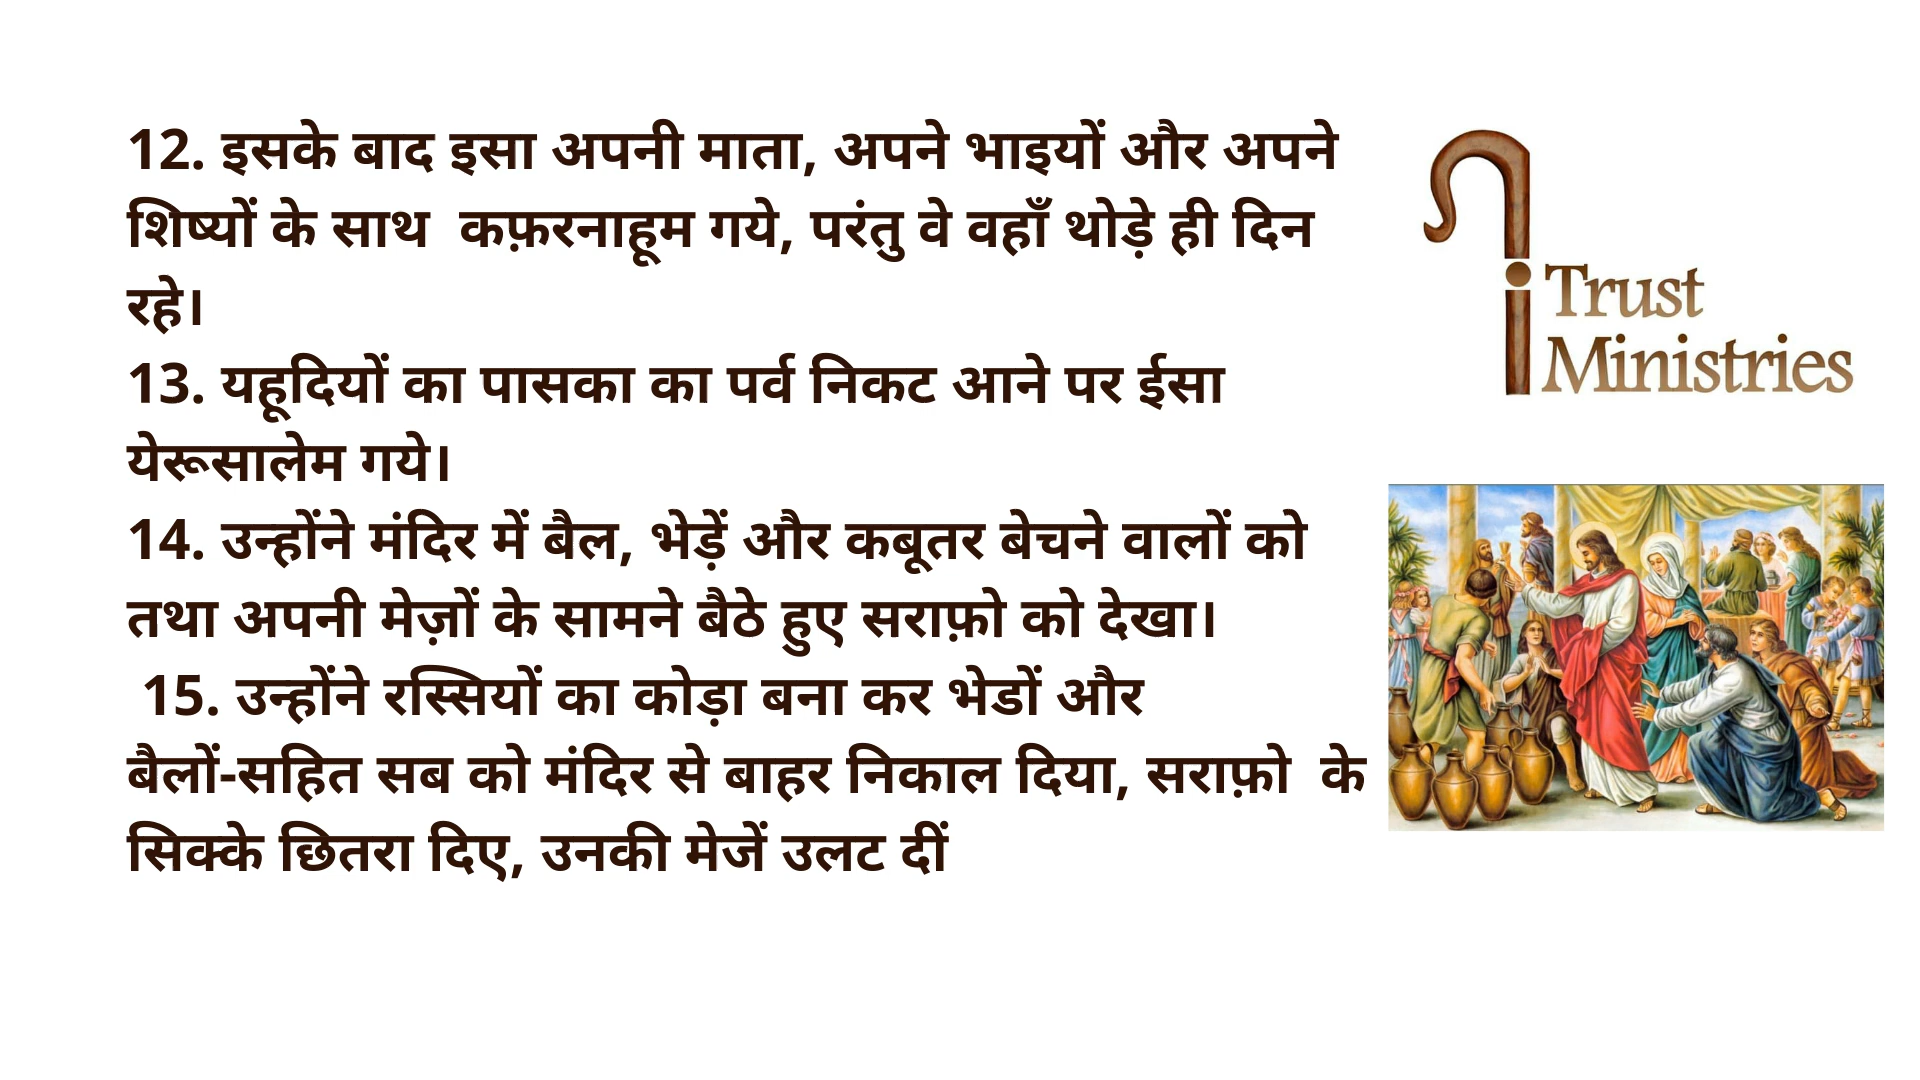 12. इसके बाद इसा अपनी माता, अपने भाइयों और अपने
शिष्यों के साथ  कफ़रनाहूम गये, परंतु वे वहाँ थोड़े ही दिन
रहे।
13. यहूदियों का पासका का पर्व निकट आने पर ईसा
येरूसालेम गये।
14. उन्होंने मंदिर में बैल, भेड़ें और कबूतर बेचने वालों को
तथा अपनी मेज़ों के सामने बैठे हुए सराफ़ो को देखा।
15. उन्होंने रस्सियों का कोड़ा बना कर भेडों और
बैलों-सहित सब को मंदिर से बाहर निकाल दिया, सराफ़ो  के
सिक्के छितरा दिए, उनकी मेजें उलट दीं
i Trust
Ministries